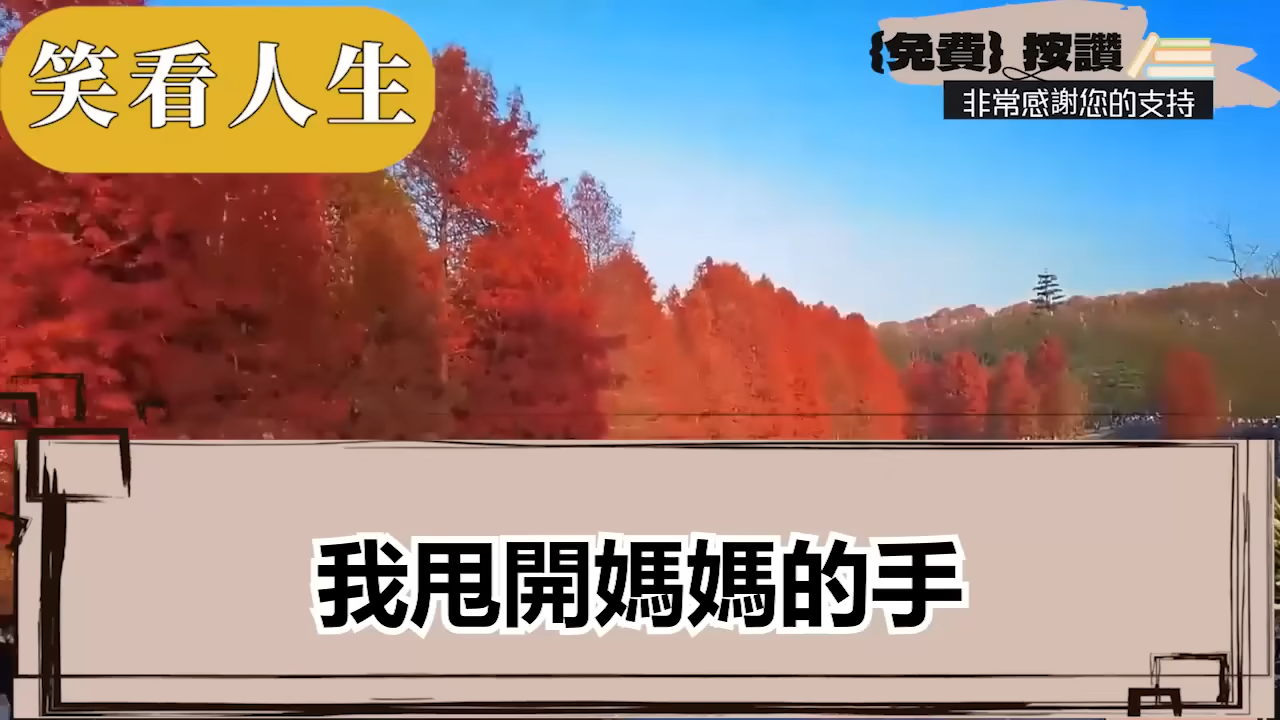 笑看人生
{免費} 按讚
非常感謝您的支持
我甩開媽媽的手